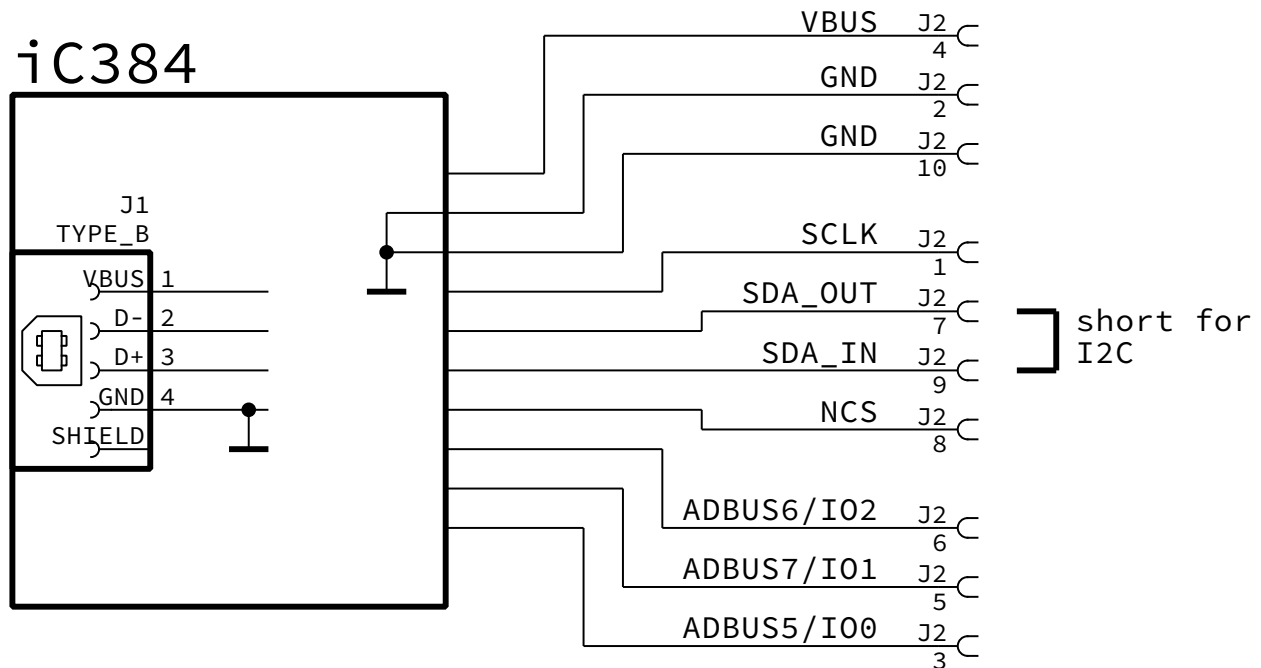 iC384
J1
TYPE_B
VBUS 1
D- 2
D+ 3
GND 4
SHIELD
VBUS J2 4
GND J2 2
GND J2 10
SCLK J2 1
SDA_OUT J2 7
SDA_IN J2 9
NCS J2 8
ADBUS6/IO2 J2 6
ADBUS7/IO1 J2 5
ADBUS5/IO0 J2 3
short for
I2C